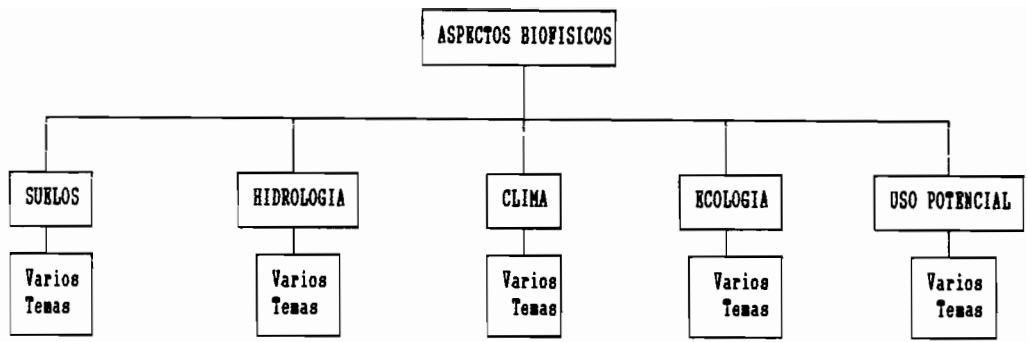 ASPECTOS BIOFISICOS
SUELOS
HIDROLOGIA
CLIMA
ECOLOGIA
USO POTENCIAL
Varios
Temas
Varios
Temas
Varios
Temas
Varios
Temas
Varios
Temas